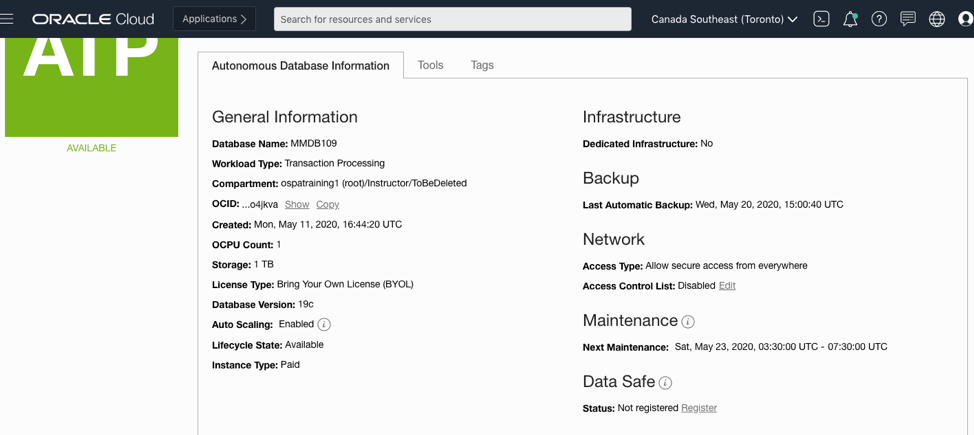 ORACLE Cloud
Applications
Search for resources and services
Canada Southeast (Toronto)
ATP
AVAILABLE
Autonomous Database Information
Tools
Tags
General Information
Database Name: MMDB109
Workload Type: Transaction Processing
Compartment: ospatraining1 (root)/Instructor/ToBeDeleted
OCID: ...o4jkva Show Copy
Created: Mon, May 11, 2020, 16:44:20 UTC
OCPU Count: 1
Storage: 1 TB
License Type: Bring Your Own License (BYOL)
Database Version: 19c
Auto Scaling: Enabled
Lifecycle State: Available
Instance Type: Paid
Infrastructure
Dedicated Infrastructure: No
Backup
Last Automatic Backup: Wed, May 20, 2020, 15:00:40 UTC
Network
Access Type: Allow secure access from everywhere
Access Control List: Disabled Edit
Maintenance
Next Maintenance: Sat, May 23, 2020, 03:30:00 UTC - 07:30:00 UTC
Data Safe
Status: Not registered Register